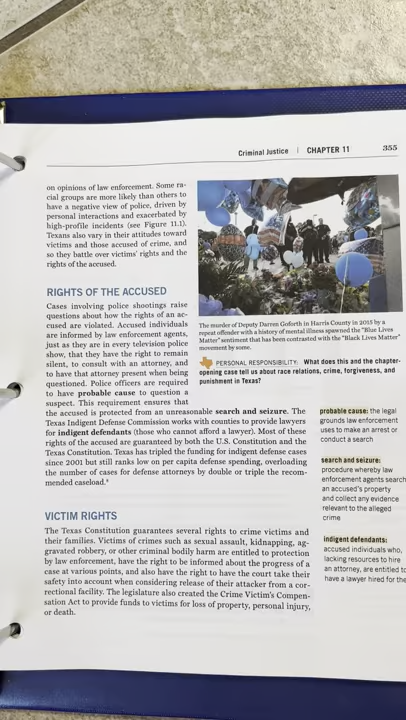 Criminal Justice | CHAPTER 11 355
on opinions of law enforcement. Some ra-
cial groups are more likely than others to
have a negative view of police, driven by
personal interactions and exacerbated by
high-profile incidents (see Figure 11.1).
Texans also vary in their attitudes toward
victims and those accused of crime, and
so they battle over victims' rights and the
rights of the accused.
The murder of Deputy Darren Goforth in Harris County in 2015 by a
repeat offender with a history of mental illness spawned the "Blue Lives
Matter" sentiment that has been contrasted with the "Black Lives Matter"
movement by some.
PERSONAL RESPONSIBILITY: What does this and the chapter-
opening case tell us about race relations, crime, forgiveness, and
punishment in Texas?
RIGHTS OF THE ACCUSED
Cases involving police shootings raise
questions about how the rights of an ac-
cused are violated. Accused individuals
are informed by law enforcement agents,
just as they are in every television police
show, that they have the right to remain
silent, to consult with an attorney, and
to have that attorney present when being
questioned. Police officers are required
to have probable cause to question a
suspect. This requirement ensures that
the accused is protected from an unreasonable search and seizure. The
Texas Indigent Defense Commission works with counties to provide lawyers
for indigent defendants (those who cannot afford a lawyer). Most of these
rights of the accused are guaranteed by both the U.S. Constitution and the
Texas Constitution. Texas has tripled the funding for indigent defense cases
since 2001 but still ranks low on per capita defense spending, overloading
the number of cases for defense attorneys by double or triple the recom-
mended caseload.
probable cause: the legal
grounds law enforcement
uses to make an arrest or
conduct a search
search and seizure:
procedure whereby law
enforcement agents search
an accused's property
and collect any evidence
relevant to the alleged
crime
indigent defendants:
accused individuals who,
lacking resources to hire
an attorney, are entitled to
have a lawyer hired for the
VICTIM RIGHTS
The Texas Constitution guarantees several rights to crime victims and
their families. Victims of crimes such as sexual assault, kidnapping, ag-
gravated robbery, or other criminal bodily harm are entitled to protection
by law enforcement, have the right to be informed about the progress of a
case at various points, and also have the right to have the court take their
safety into account when considering release of their attacker from a cor-
rectional facility. The legislature also created the Crime Victim's Compen-
sation Act to provide funds to victims for loss of property, personal injury,
or death.